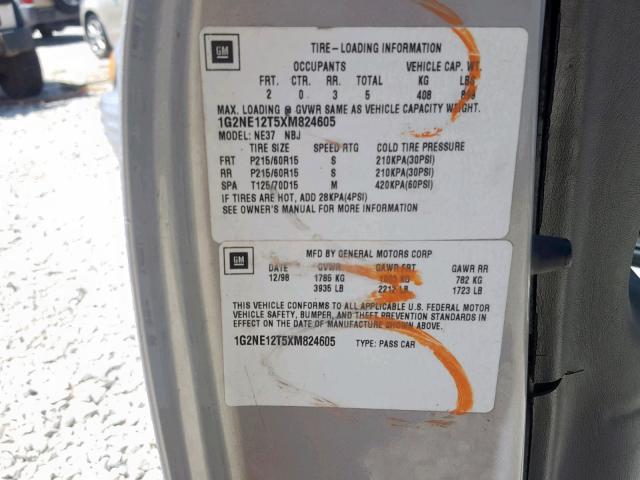 GM
TIRE-LOADING INFORMATION
OCCUPANTS VEHICLE CAP. WT.
FRT. CTR. RR. TOTAL KG LBS
2 0 3 5 408
MAX. LOADING @ GVWR SAME AS VEHICLE CAPACITY WEIGHT.
1G2NE12T5XM824605
MODEL: NE37 NBJ
TIRE SIZE SPEED RTG COLD TIRE PRESSURE
FRT P215/60R15 S 210KPA(30PSI)
RR P215/60R15 S 210KPA(30PSI)
SPA T125/70D15 M 420KPA(60PSI)
IF TIRES ARE HOT, ADD 28KPA(4PSI)
SEE OWNER'S MANUAL FOR MORE INFORMATION
GM
MFD BY GENERAL MOTORS CORP
DATE GVWR GAWR FRT GAWR RR
12/98 1785 KG KG 782 KG
3935 LB LB 1723 LB
THIS VEHICLE CONFORMS TO ALL APPLICABLE U.S. FEDERAL MOTOR
VEHICLE SAFETY, BUMPER, AND THEFT PREVENTION STANDARDS IN
EFFECT ON THE DATE OF MANUFACTURE SHOWN ABOVE.
1G2NE12T5XM824605 TYPE: PASS CAR